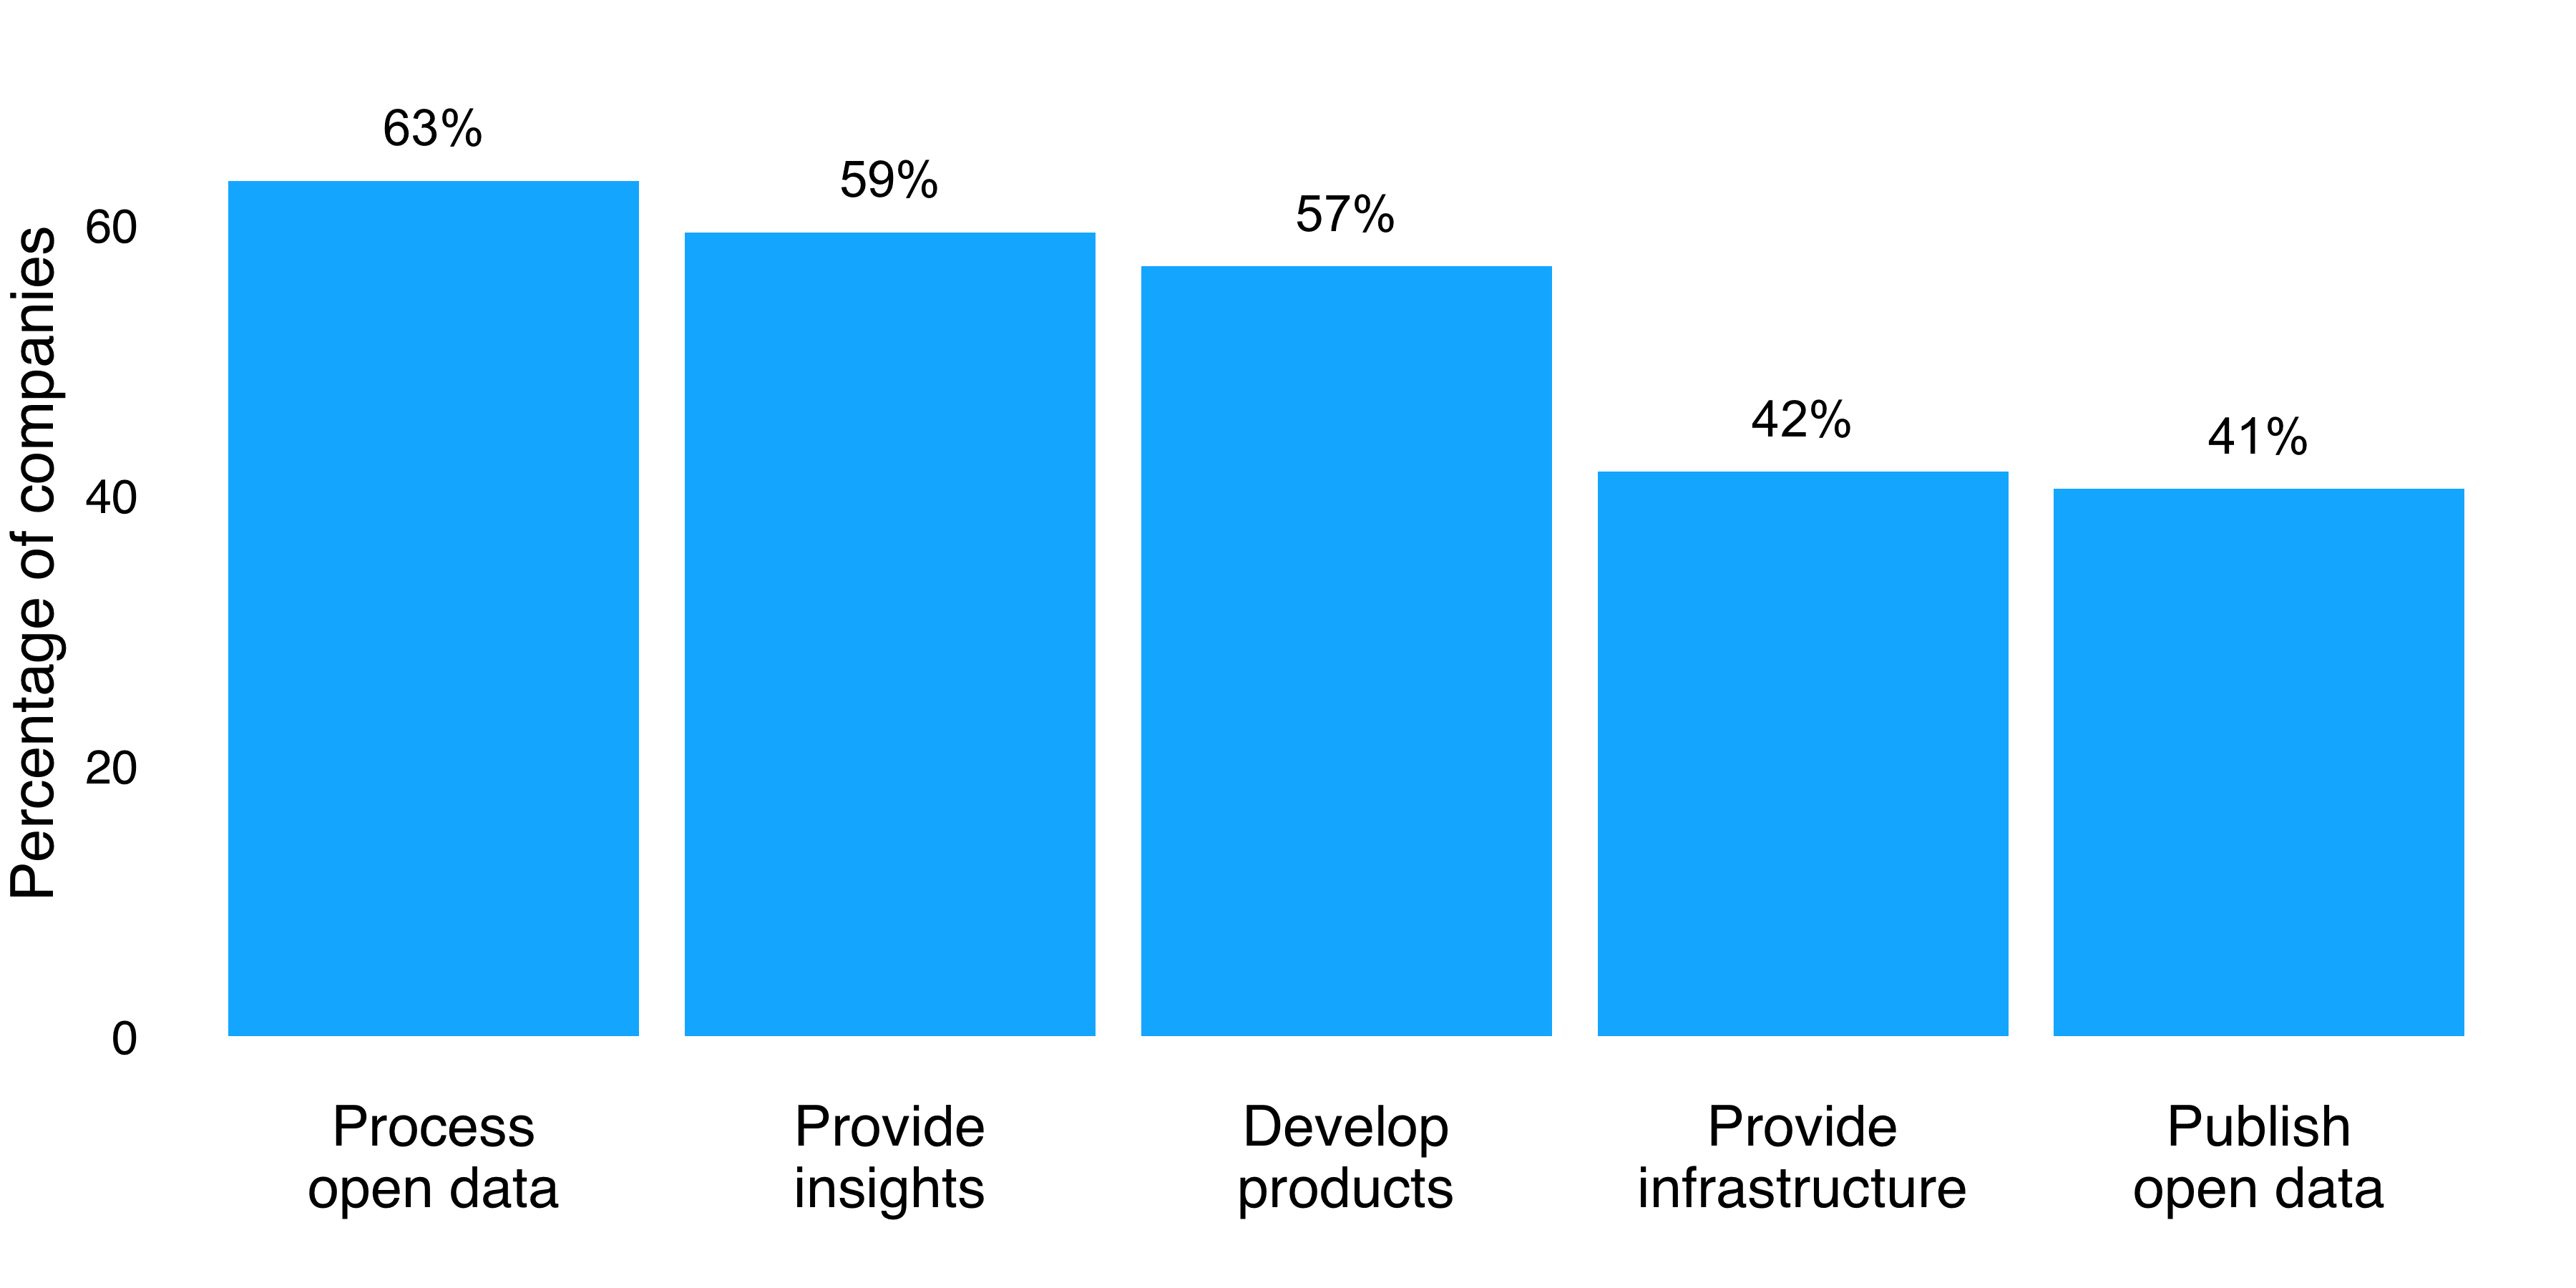 63%
59%
57%
42%
41%
60
40
20
0
Percentage of companies
Process
open data
Provide
insights
Develop
products
Provide
infrastructure
Publish
open data